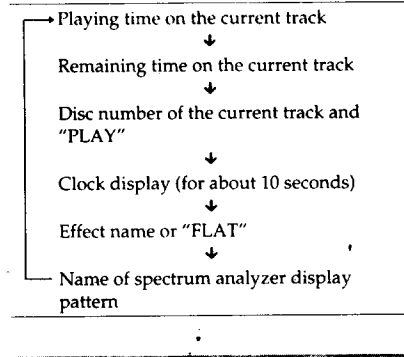 Playing time on the current track
Remaining time on the current track
Disc number of the current track and
"PLAY"
Clock display (for about 10 seconds)
Effect name or "FLAT"
Name of spectrum analyzer display
pattern